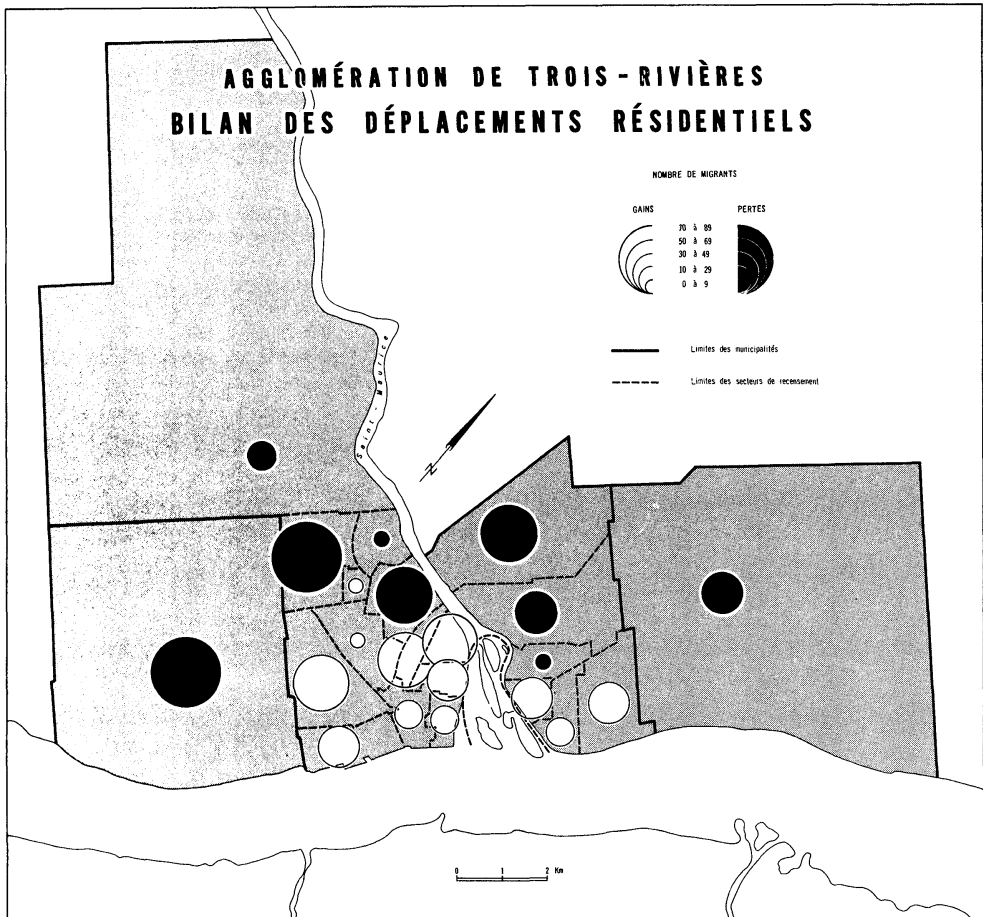 AGGLOMÉRATION DE TROIS-RIVIÈRES
BILAN DES DÉPLACEMENTS RÉSIDENTIELS
NOMBRE DE MIGRANTS
GAINS
PERTES
70 à 89
50 à 69
30 à 49
10 à 29
0 à 9
Limites des municipalités
Limites des secteurs de recensement
Saint-Maurice
N
0 1 2 Km